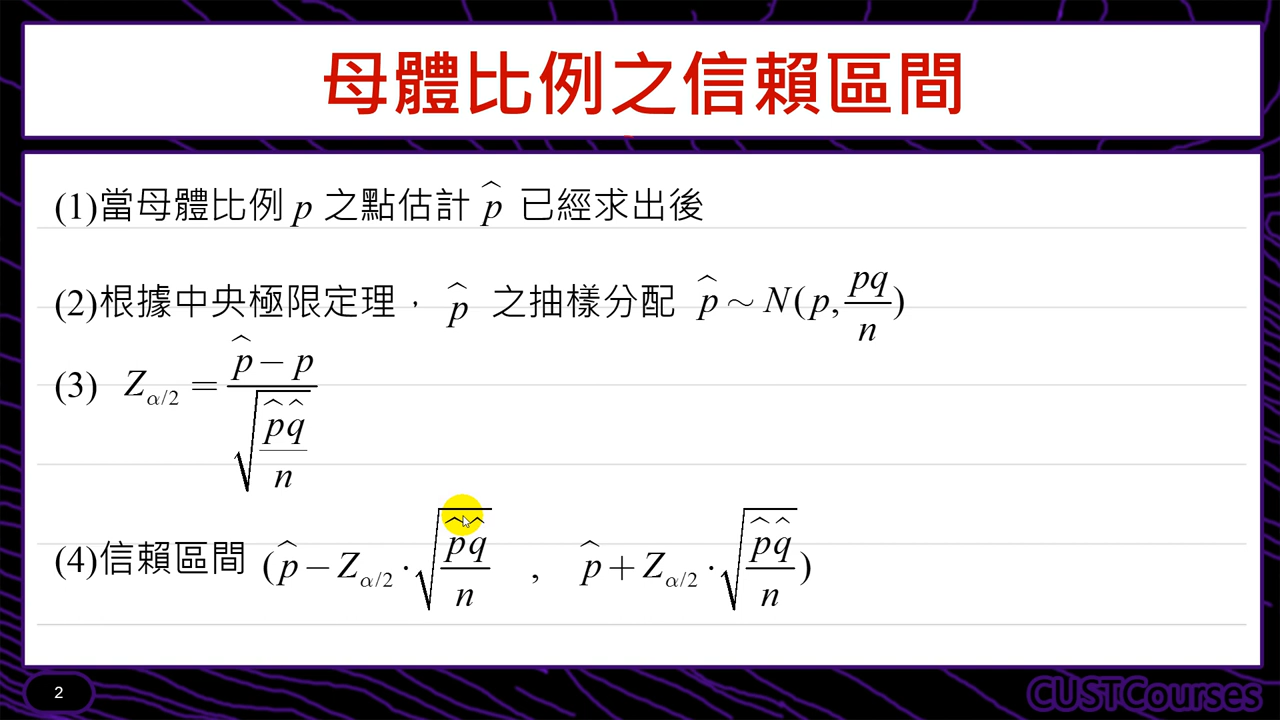 母體比例之信賴區間
(1)當母體比例 p 之點估計 p̂ 已經求出後
(2)根據中央極限定理， p̂ 之抽樣分配 p̂ ~ N(p, pq/n)
(3) Z_{α/2} = (p̂ − p) / √(p̂q̂/n)
(4)信賴區間 (p̂ − Z_{α/2} · √(p̂q̂/n) , p̂ + Z_{α/2} · √(p̂q̂/n))
2
CUSTCourses